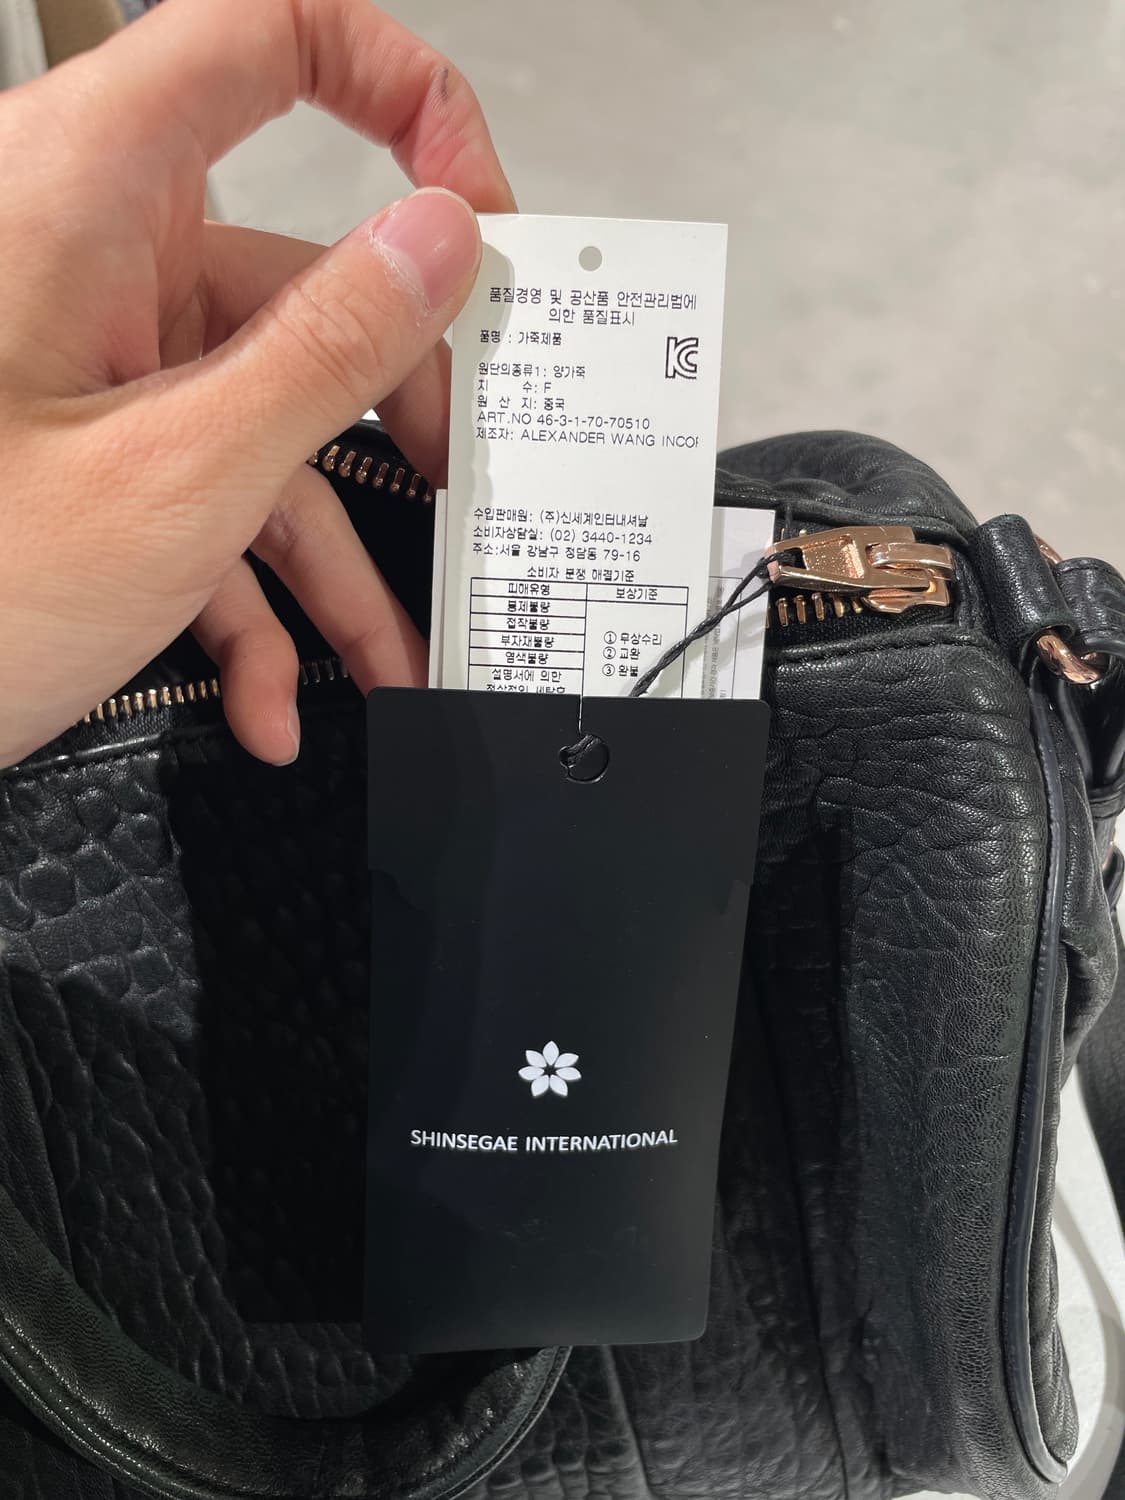 품질경영 및 공산품 안전관리법에
의한 품질표시
품명 : 가죽제품
원단의종류1: 양가죽
치 수: F
원 산 지: 중국
ART.NO 46-3-1-70-70510
제조자: ALEXANDER WANG INCO
수입판매원: (주)신세계인터내셔날
소비자상담실: (02) 3440-1234
주소:서울 강남구 청담동 79-16
소비자 분쟁 해결기준
피해유형 보상기준
봉제불량
접착불량
부자재불량 ① 무상수리
염색불량 ② 교환
설명서에 의한 ③ 환불
정상적인 세탁후
SHINSEGAE INTERNATIONAL